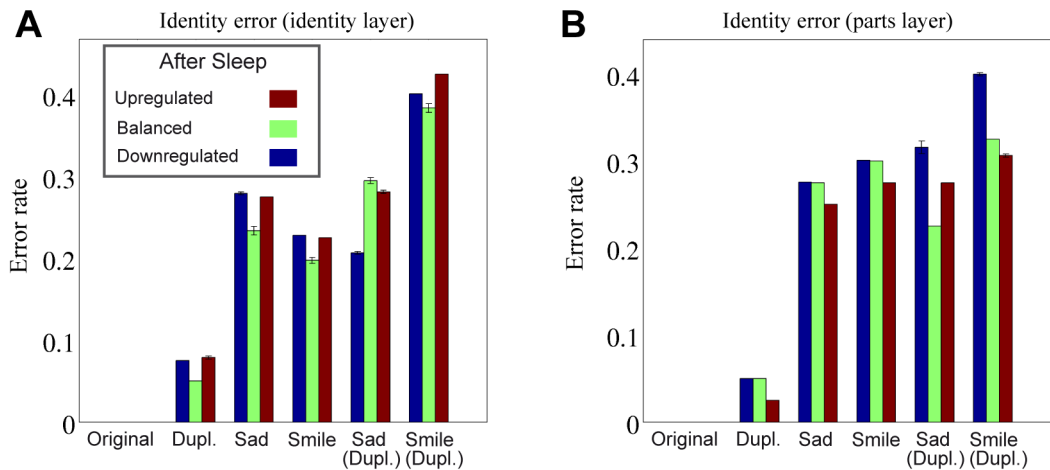 A
Identity error (identity layer)
After Sleep
Upregulated
Balanced
Downregulated
Error rate
0.4
0.3
0.2
0.1
0
Original Dupl. Sad Smile Sad Smile
(Dupl.) (Dupl.)
B
Identity error (parts layer)
Error rate
0.4
0.3
0.2
0.1
0
Original Dupl. Sad Smile Sad Smile
(Dupl.) (Dupl.)